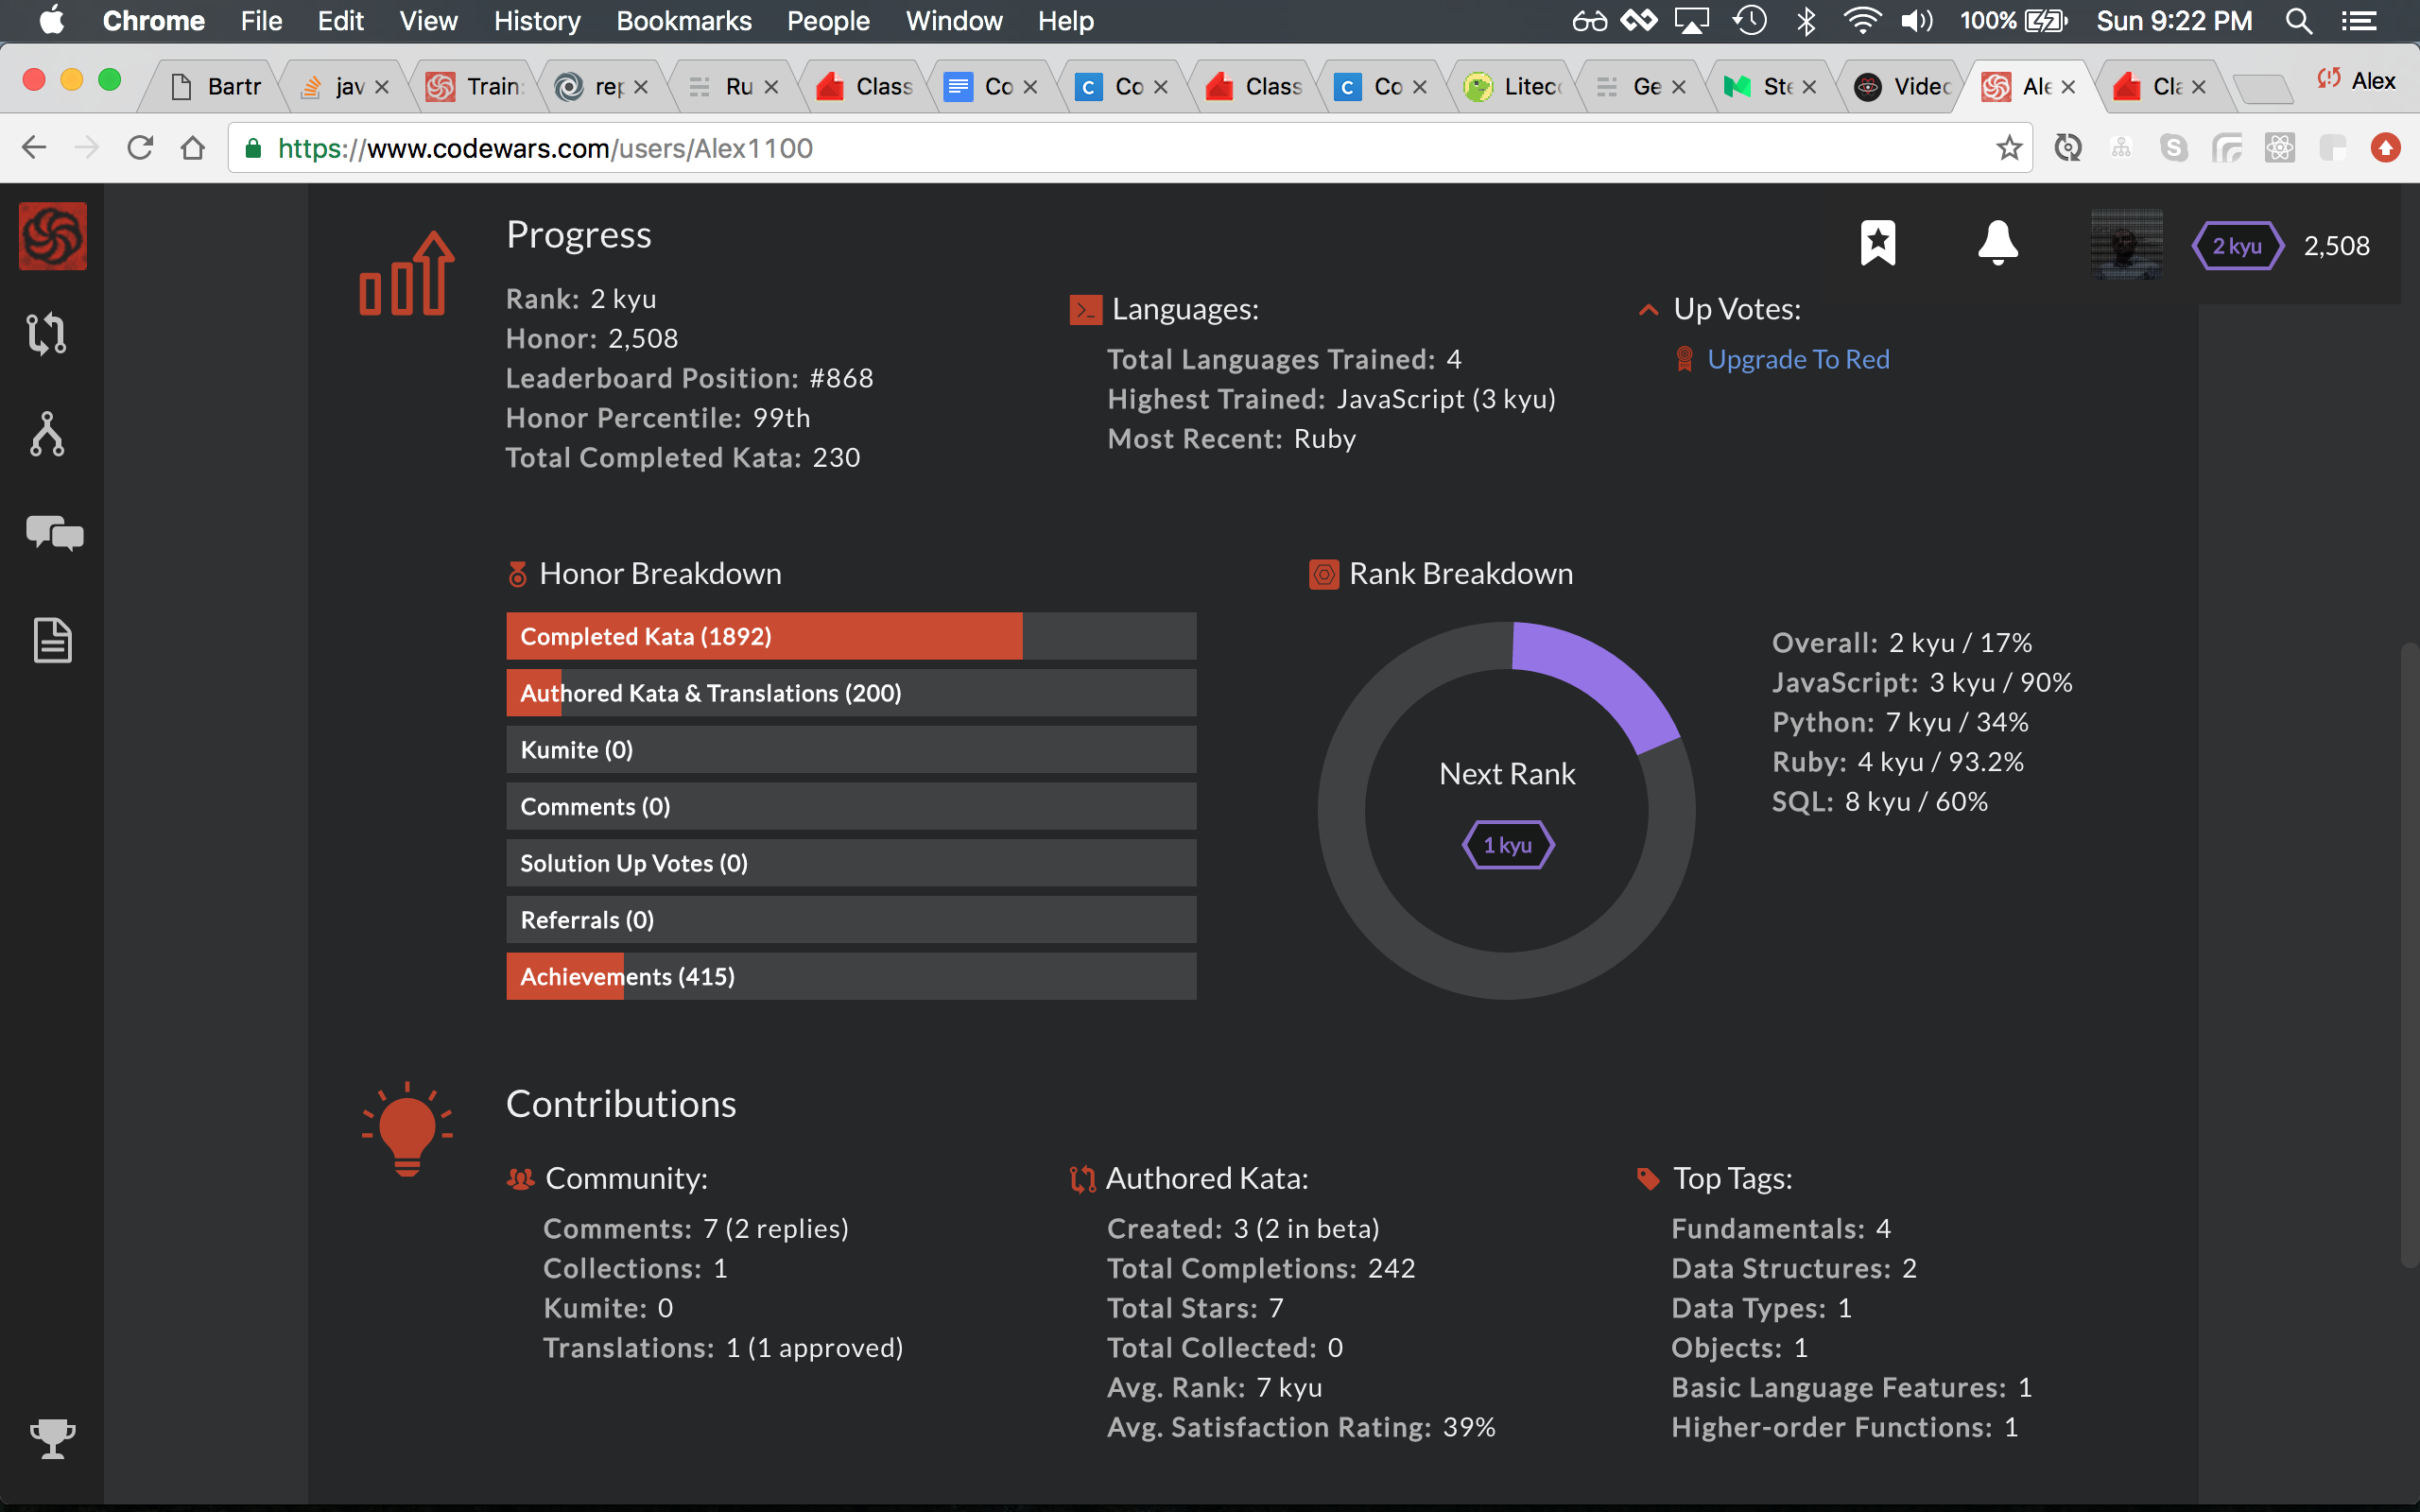 Chrome File Edit View History Bookmarks People Window Help 100% Sun 9:22 PM
Bartr jav Train: rep Ru Class Co Co Class Co Litec Ge Ste Videc Ale Cla Alex
https://www.codewars.com/users/Alex1100
2 kyu 2,508
Progress
Rank: 2 kyu
Honor: 2,508
Leaderboard Position: #868
Honor Percentile: 99th
Total Completed Kata: 230
Languages:
Total Languages Trained: 4
Highest Trained: JavaScript (3 kyu)
Most Recent: Ruby
Up Votes:
Upgrade To Red
Honor Breakdown
Completed Kata (1892)
Authored Kata & Translations (200)
Kumite (0)
Comments (0)
Solution Up Votes (0)
Referrals (0)
Achievements (415)
Rank Breakdown
Next Rank
1 kyu
Overall: 2 kyu / 17%
JavaScript: 3 kyu / 90%
Python: 7 kyu / 34%
Ruby: 4 kyu / 93.2%
SQL: 8 kyu / 60%
Contributions
Community:
Comments: 7 (2 replies)
Collections: 1
Kumite: 0
Translations: 1 (1 approved)
Authored Kata:
Created: 3 (2 in beta)
Total Completions: 242
Total Stars: 7
Total Collected: 0
Avg. Rank: 7 kyu
Avg. Satisfaction Rating: 39%
Top Tags:
Fundamentals: 4
Data Structures: 2
Data Types: 1
Objects: 1
Basic Language Features: 1
Higher-order Functions: 1